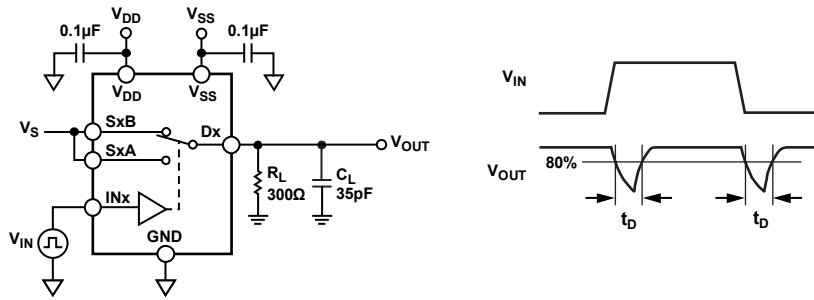 VDD VSS
0.1µF 0.1µF
VDD VSS
VS SxB Dx VOUT
SxA
RL
300Ω
CL
35pF
INx
VIN
GND
VIN
VOUT
80%
tD tD